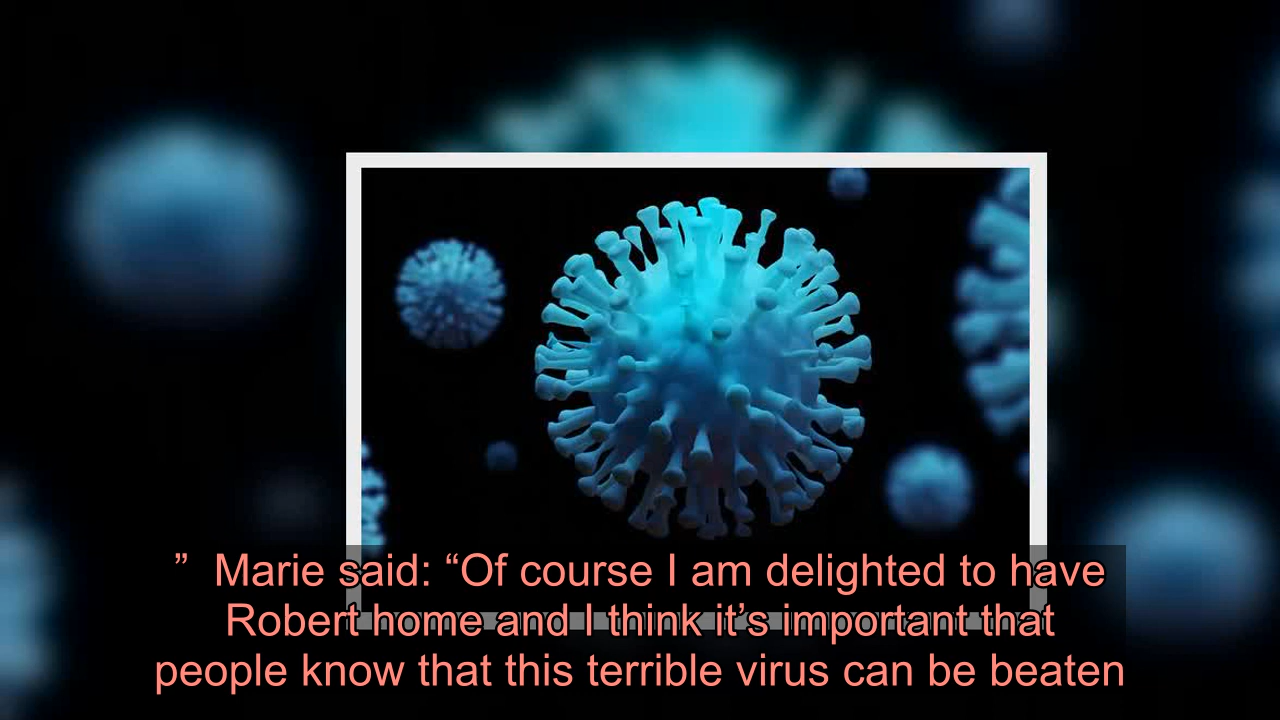 ”  Marie said: “Of course I am delighted to have
Robert home and I think it’s important that
people know that this terrible virus can be beaten